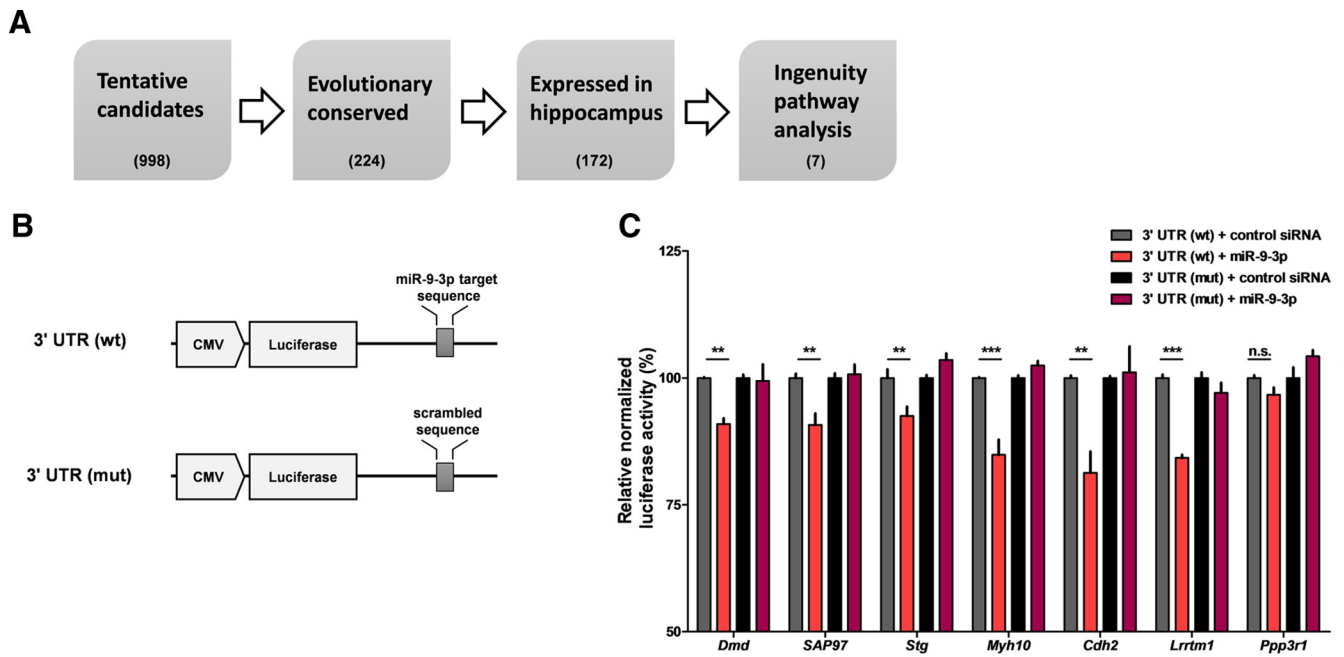 A
Tentative
candidates
(998)
Evolutionary
conserved
(224)
Expressed in
hippocampus
(172)
Ingenuity
pathway
analysis
(7)
B
miR-9-3p target
sequence
3' UTR (wt)
CMV
Luciferase
scrambled
sequence
3' UTR (mut)
CMV
Luciferase
C
3' UTR (wt) + control siRNA
3' UTR (wt) + miR-9-3p
3' UTR (mut) + control siRNA
3' UTR (mut) + miR-9-3p
Relative normalized
luciferase activity (%)
125
100
75
50
** ** ** *** ** *** n.s.
Dmd SAP97 Stg Myh10 Cdh2 Lrrtm1 Ppp3r1